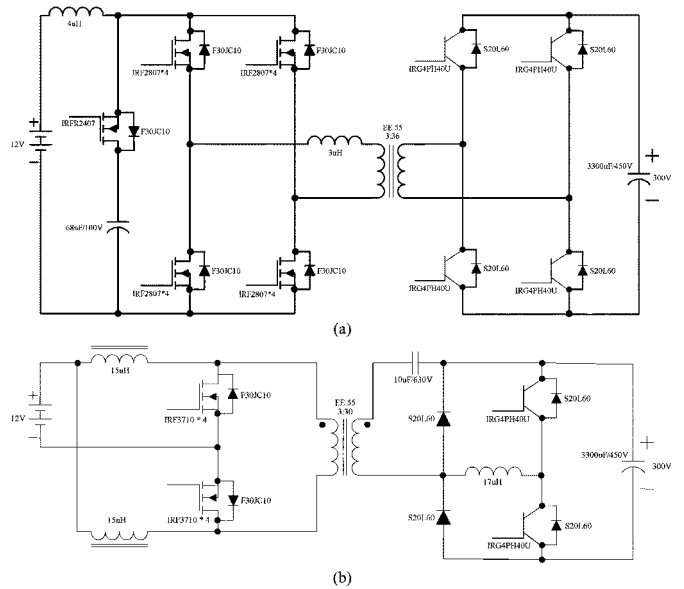 4uH
F30JC10
F30JC10
IRF2807*4
IRF2807*4
IRFR2407
F30JC10
12V
68uF/100V
3uH
EE 55
3:36
F30JC10
F30JC10
IRF2807*4
IRF2807*4
S20L60
S20L60
IRG4PH40U
IRG4PH40U
3300uF/450V
300V
S20L60
S20L60
IRG4PH40U
IRG4PH40U
(a)
15uH
F30JC10
IRF3710 * 4
12V
F30JC10
IRF3710 * 4
15uH
EE 55
3:30
10uF/630V
S20L60
IRG4PH40U
S20L60
17uH
3300uF/450V
300V
S20L60
IRG4PH40U
S20L60
(b)